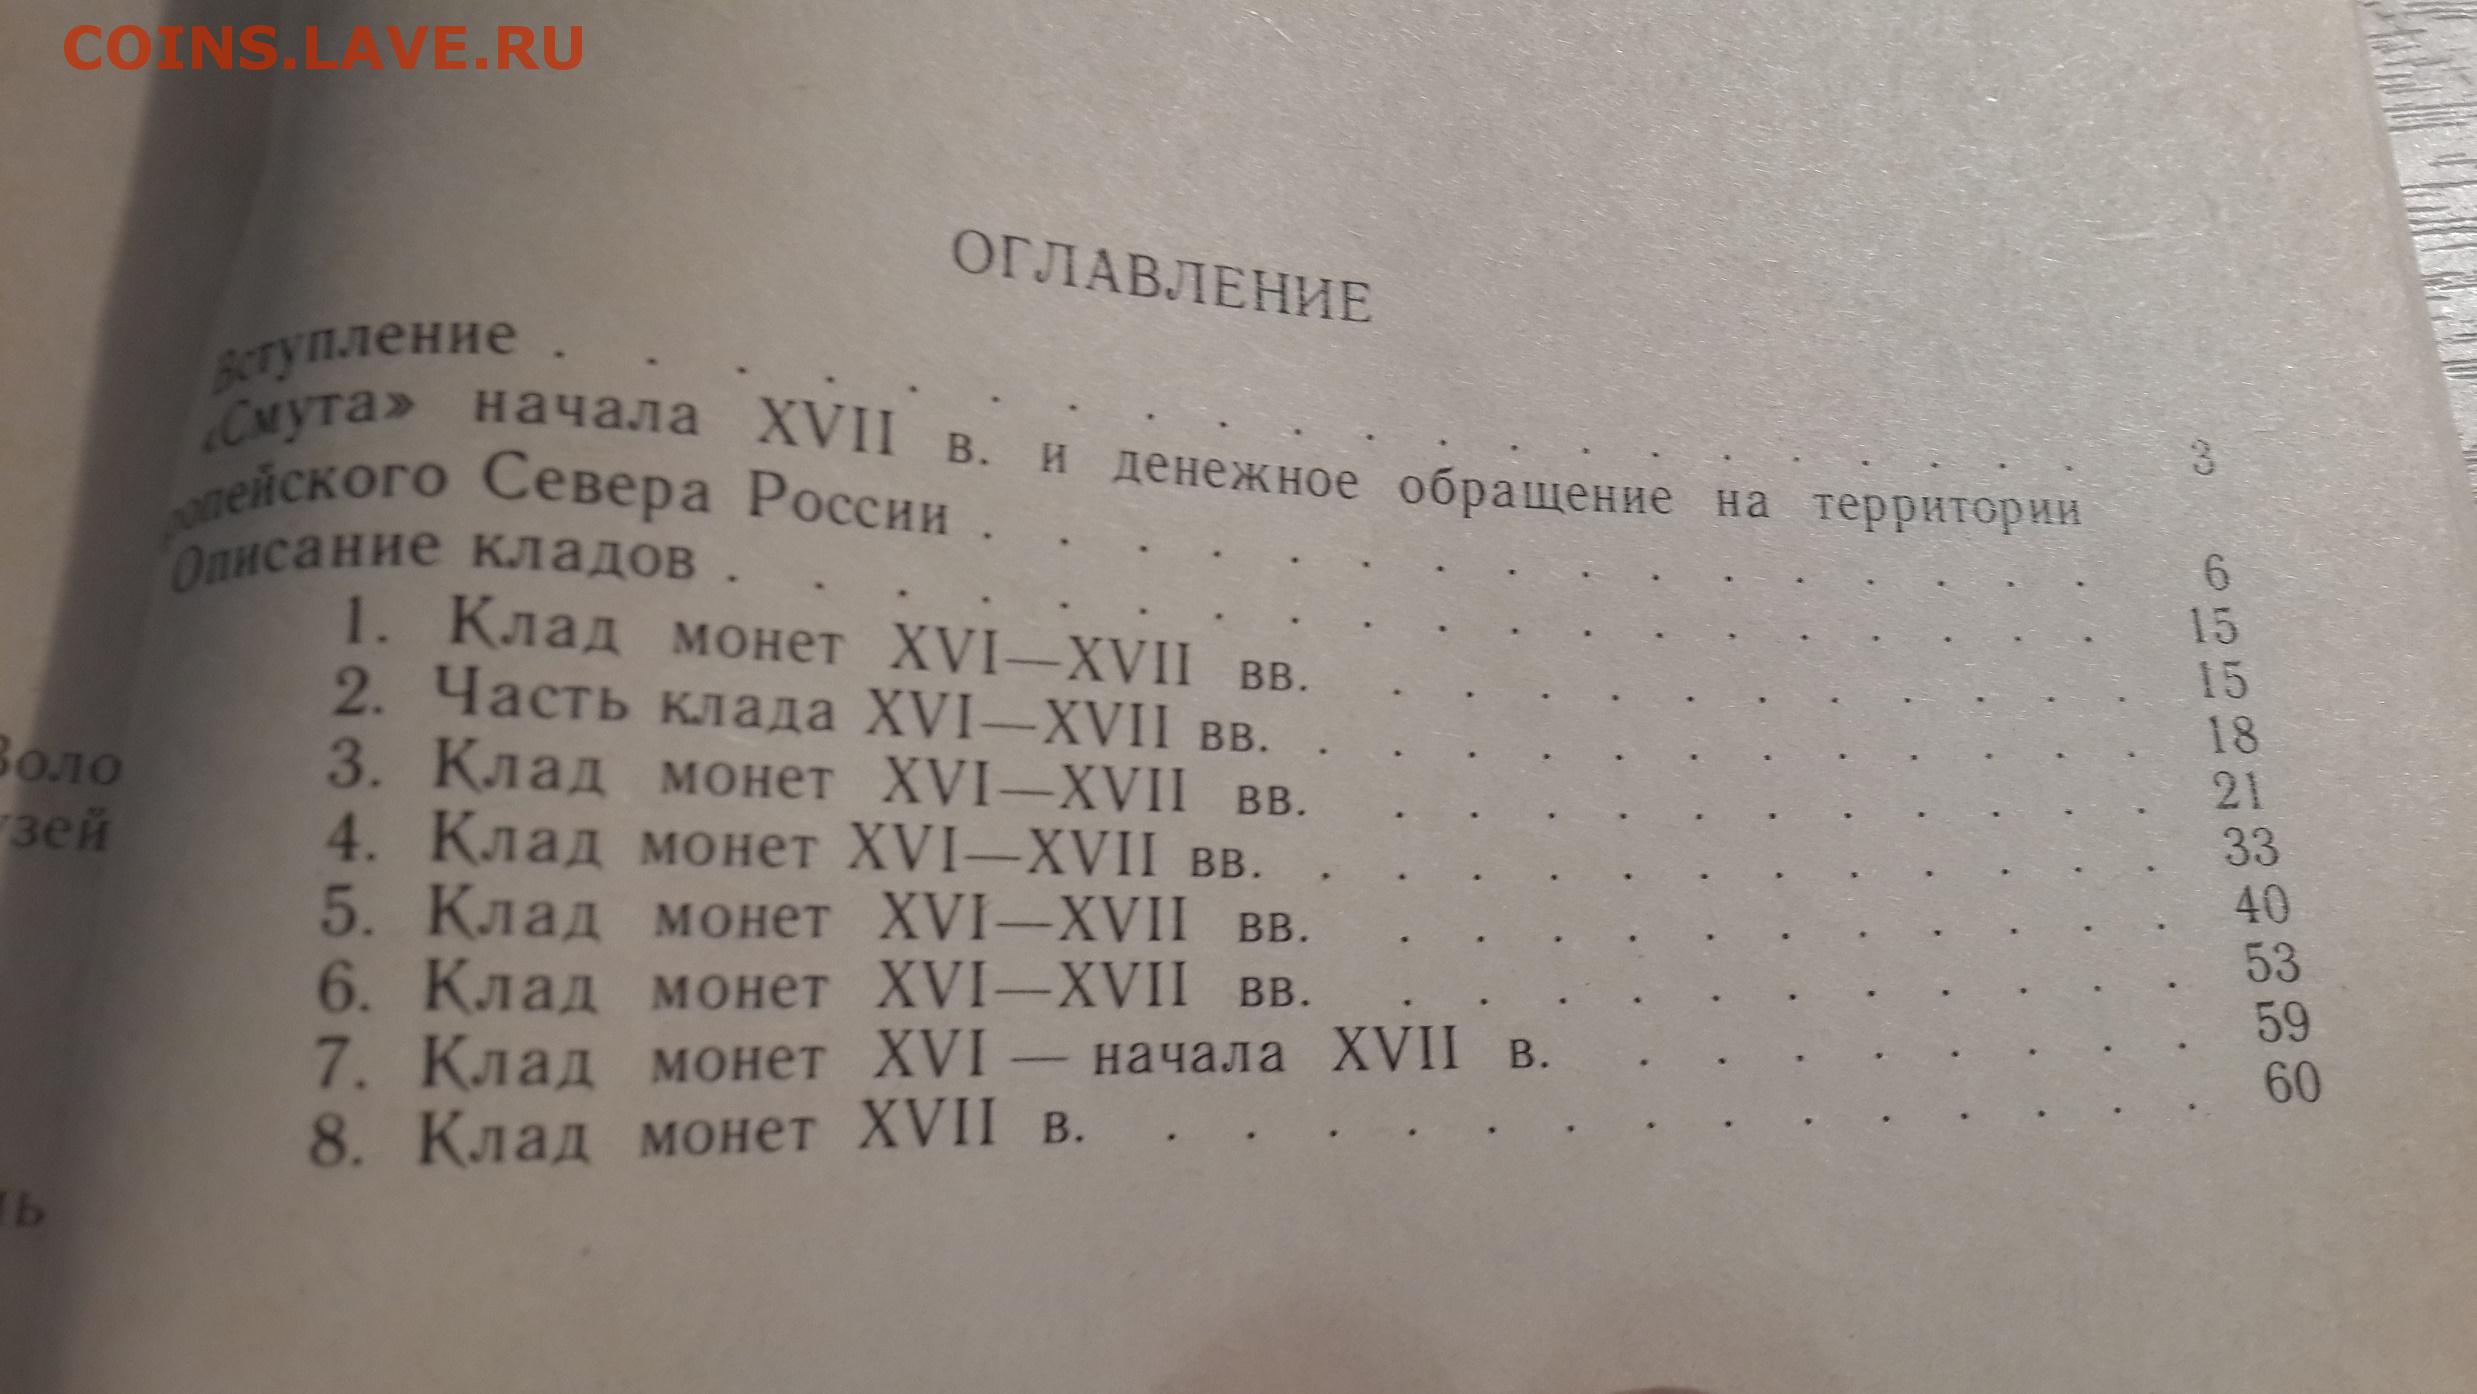 COINS.LAVE.RU
ОГЛАВЛЕНИЕ
Вступление . . . . . . . . . . . . . . . . . . . . 3
«Смута» начала XVII в. и денежное обращение на территории
ропейского Севера России . . . . . . . . . . . . . . . 6
Описание кладов . . . . . . . . . . . . . . . . . . 15
1. Клад монет XVI—XVII вв. . . . . . . . . . . . 15
2. Часть клада XVI—XVII вв. . . . . . . . . . . . . 18
3. Клад монет XVI—XVII вв. . . . . . . . . . . . 21
4. Клад монет XVI—XVII вв. . . . . . . . . . . . . 33
5. Клад монет XVI—XVII вв. . . . . . . . . . . . 40
6. Клад монет XVI—XVII вв. . . . . . . . . . . . 53
7. Клад монет XVI — начала XVII в. . . . . . . . . 59
8. Клад монет XVII в. . . . . . . . . . . . . . . 60
Воло
узей
нь